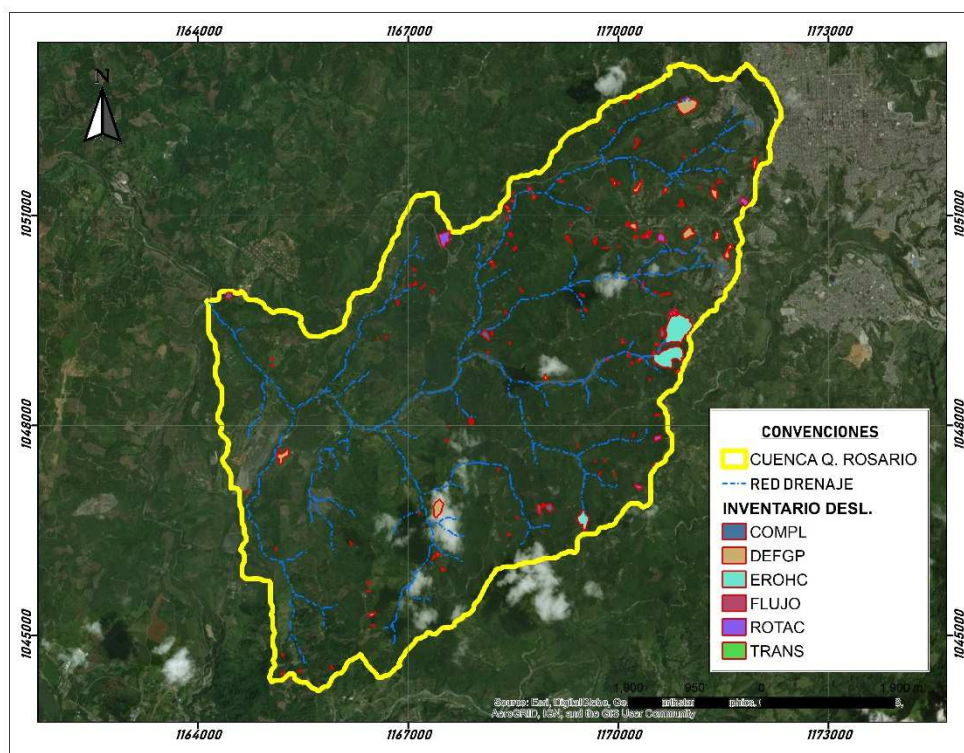 1164000 1167000 1170000 1173000
N
1051000 1051000
1048000 1048000
CONVENCIONES
CUENCA Q. ROSARIO
RED DRENAJE
INVENTARIO DESL.
COMPL
DEFGP
EROHC
FLUJO
ROTAC
TRANS
1045000 1045000
1,900 950 0 1,900 m
Source: Esri, DigitalGlobe,
AeroGRID, IGN, and the GIS User Community
1164000 1167000 1170000 1173000